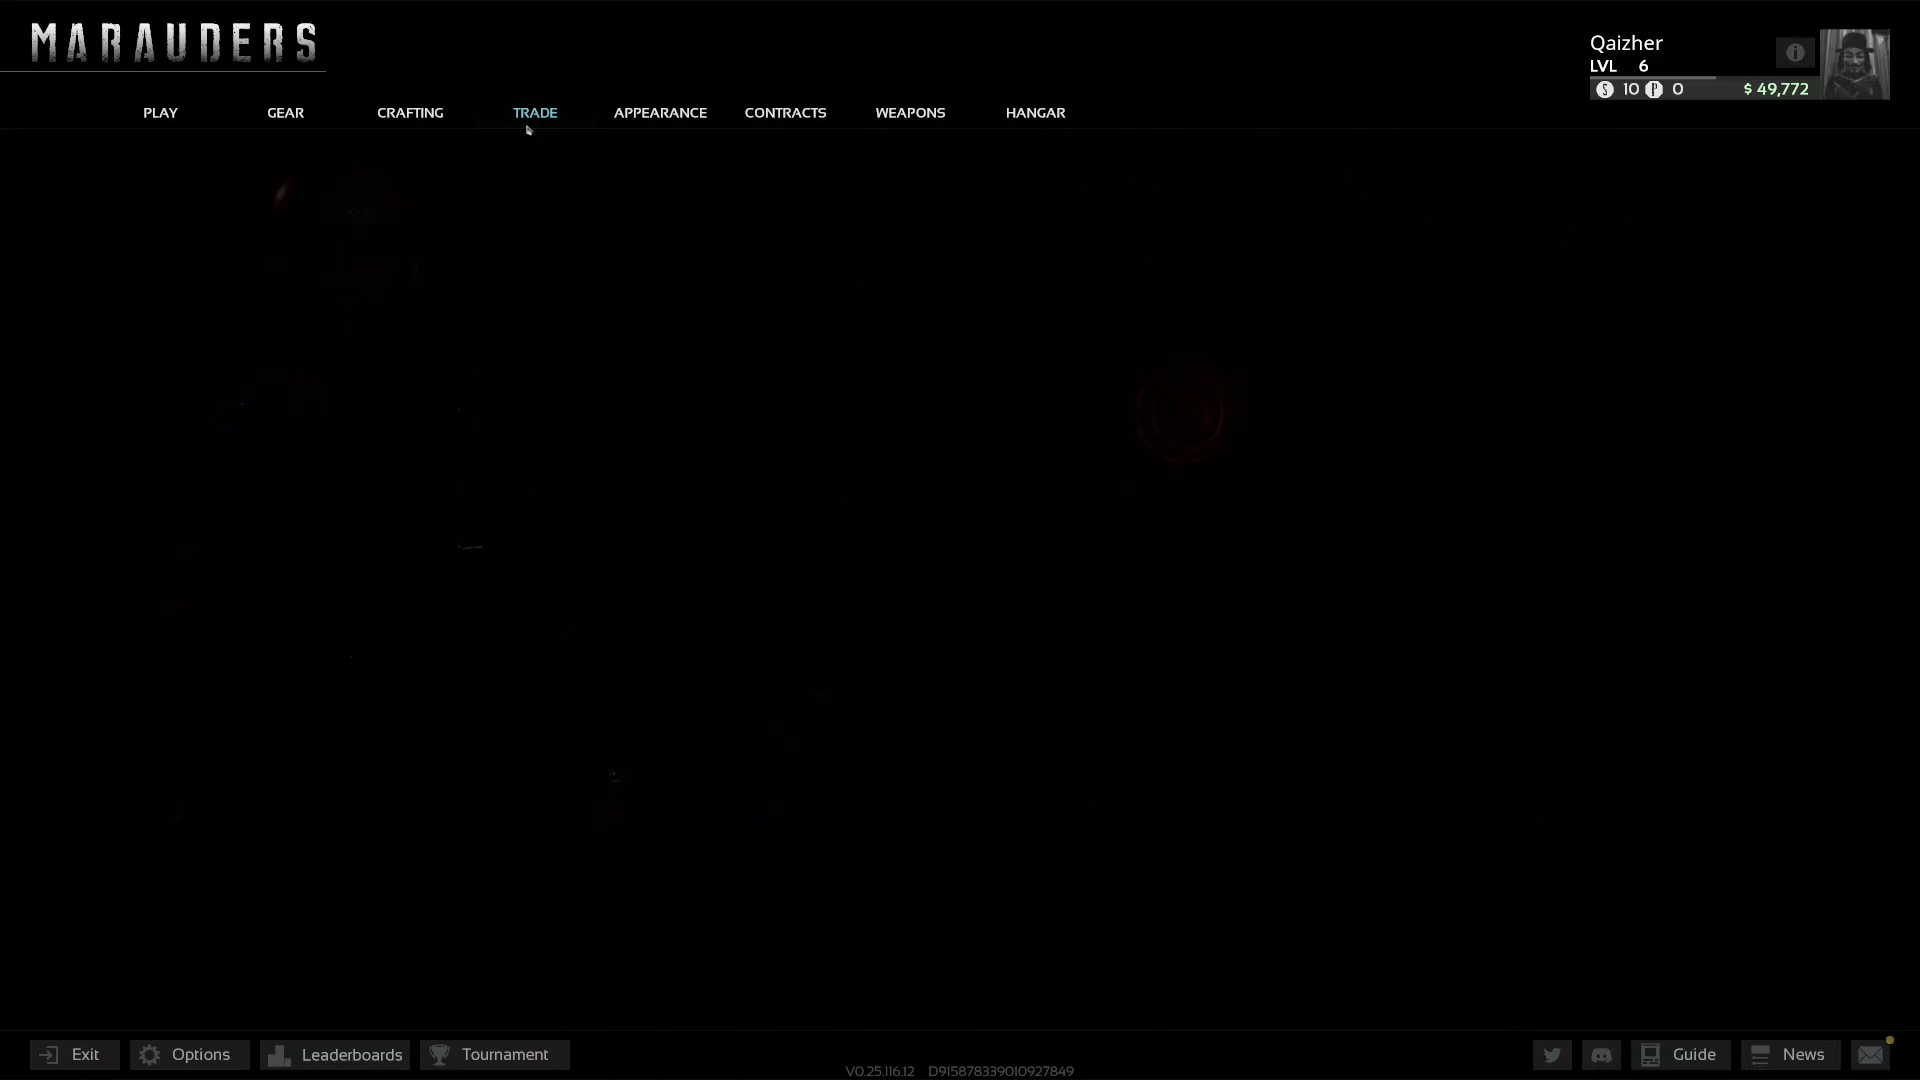 MARAUDERS
Qaizher
LVL 6
S 10 P 0 $ 49,772
PLAY GEAR CRAFTING TRADE APPEARANCE CONTRACTS WEAPONS HANGAR
Exit Options Leaderboards Tournament Guide News
V0.25.116.12 D915878339010927849